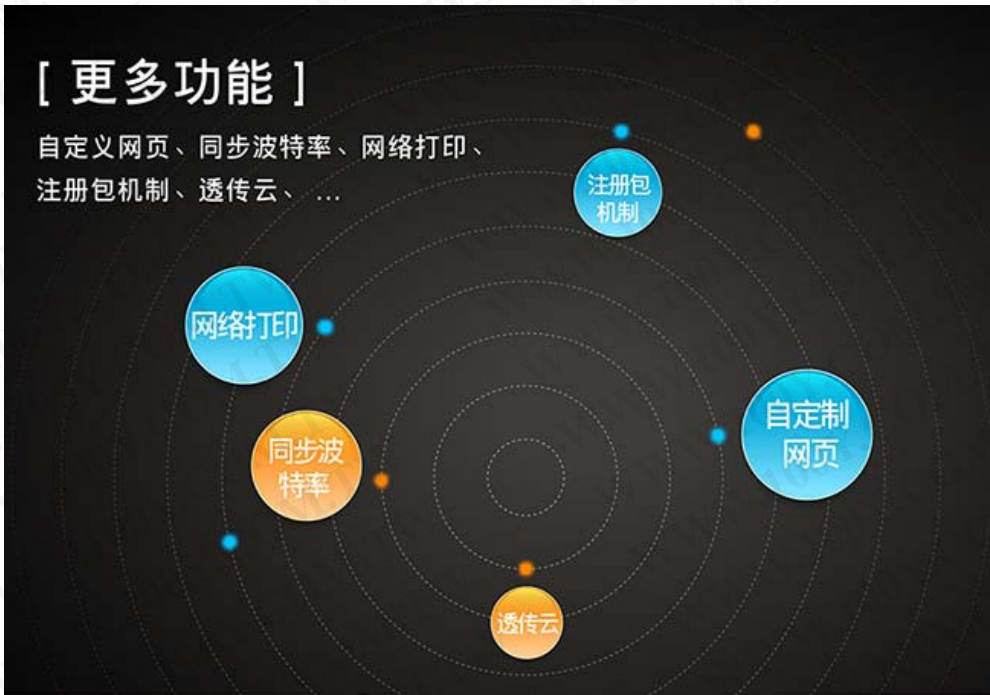 [ 更多功能 ]
自定义网页、同步波特率、网络打印、
注册包机制、透传云、 ...
注册包
机制
网络打印
自定制
网页
同步波
特率
透传云